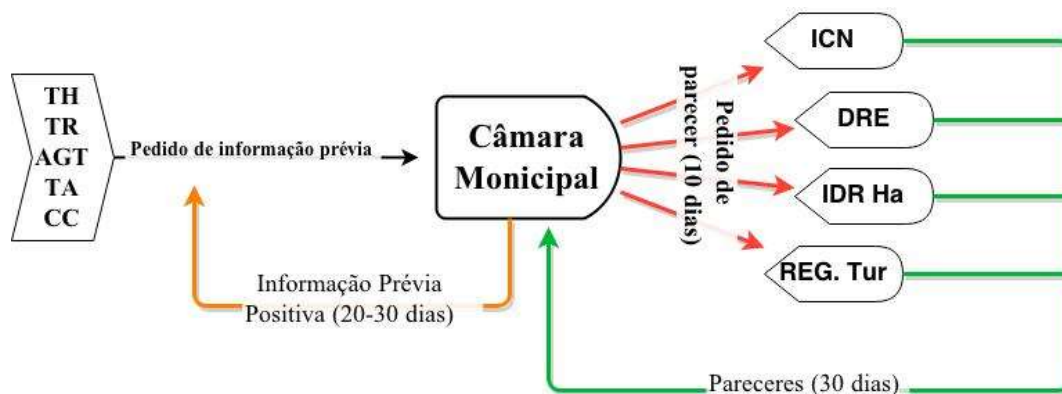 TH
TR
AGT
TA
CC
Pedido de informação prévia
Câmara
Monicipal
Pedido de
parecer (10 dias)
ICN
DRE
IDR Ha
REG. Tur
Informação Prévia
Positiva (20-30 dias)
Pareceres (30 dias)